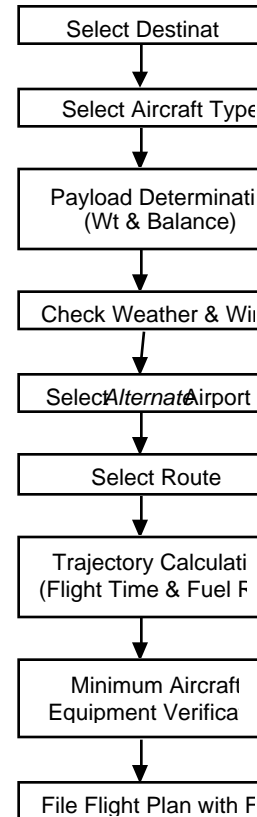 Select Destinat
Select Aircraft Type
Payload Determinati
(Wt & Balance)
Check Weather & Wi
Select Alternate Airport
Select Route
Trajectory Calculati
(Flight Time & Fuel R
Minimum Aircraft
Equipment Verifica
File Flight Plan with F